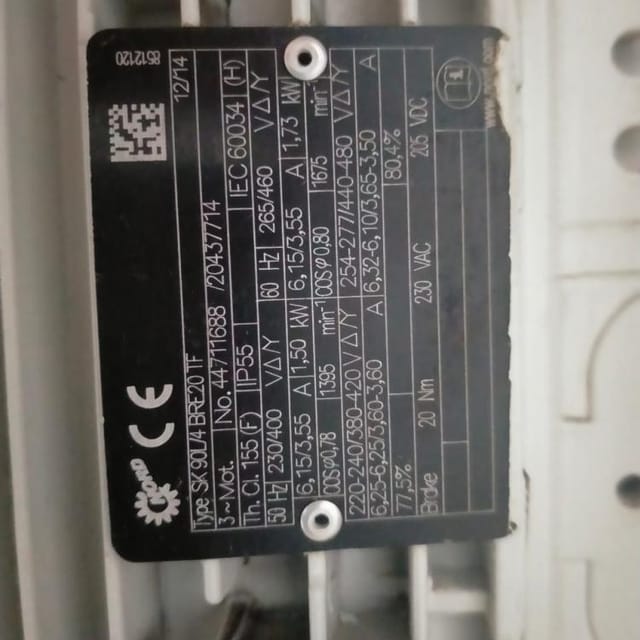 8512120
NORD
CE
Type SK 90L/4 BRE20 TF 12/14
3~Mot. No. 44711688 /20437714
Th. Cl. 155 (F) IP55 IEC 60034 (H)
50 Hz 230/400 V Δ/Y 60 Hz 265/460 V Δ/Y
6,15/3,55 A 1,50 kW 6,15/3,55 A 1,73 kW
COS φ 0,78 1395 min⁻¹ COS φ 0,80 1675 min⁻¹
220-240/380-420 V Δ/Y 254-277/440-480 V Δ/Y
6,25-6,25/3,60-3,60 A 6,32-6,10/3,65-3,50 A
77,5% 80,4%
Brake 20 Nm 230 VAC 205 VDC